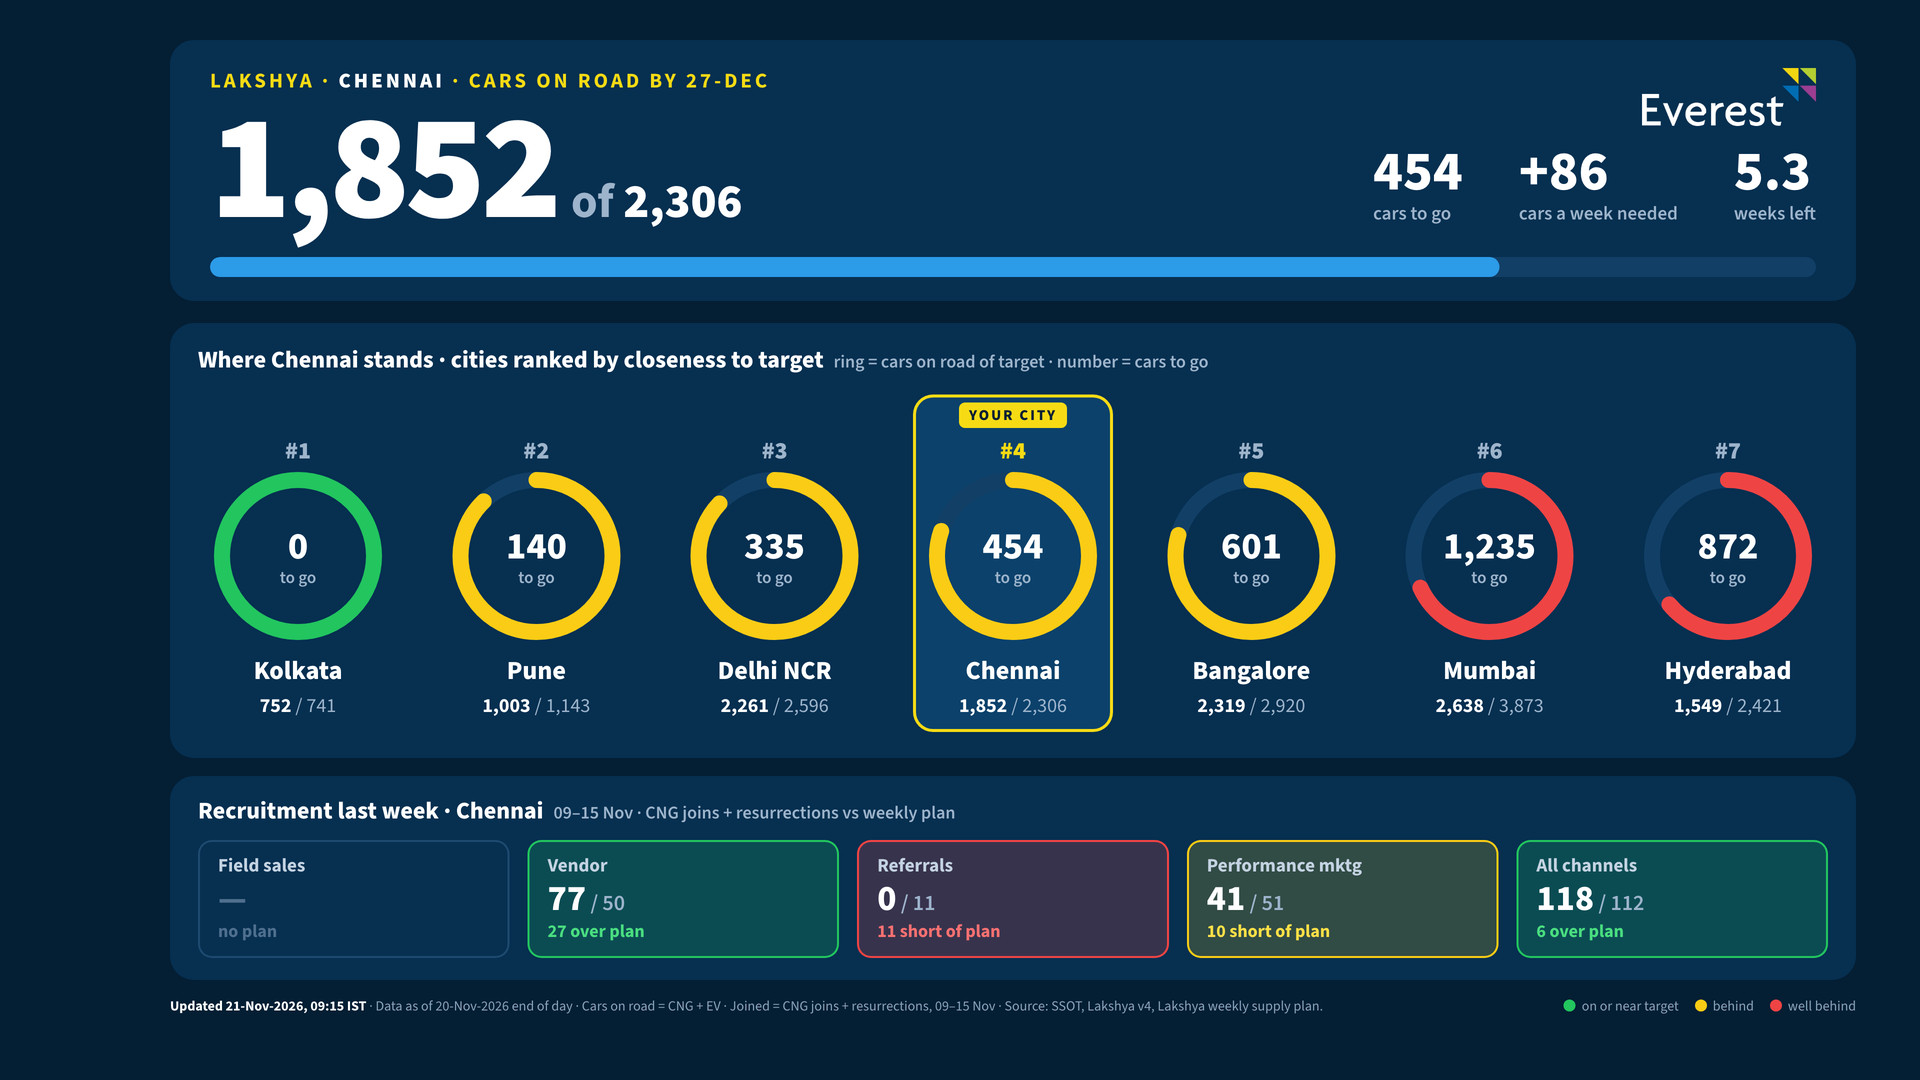 LAKSHYA · CHENNAI · CARS ON ROAD BY 27-DEC
Everest
1,852 of 2,306
454
cars to go
+86
cars a week needed
5.3
weeks left
Where Chennai stands · cities ranked by closeness to target ring = cars on road of target · number = cars to go
#1
0
to go
Kolkata
752 / 741
#2
140
to go
Pune
1,003 / 1,143
#3
335
to go
Delhi NCR
2,261 / 2,596
YOUR CITY
#4
454
to go
Chennai
1,852 / 2,306
#5
601
to go
Bangalore
2,319 / 2,920
#6
1,235
to go
Mumbai
2,638 / 3,873
#7
872
to go
Hyderabad
1,549 / 2,421
Recruitment last week · Chennai 09–15 Nov · CNG joins + resurrections vs weekly plan
Field sales
—
no plan
Vendor
77 / 50
27 over plan
Referrals
0 / 11
11 short of plan
Performance mktg
41 / 51
10 short of plan
All channels
118 / 112
6 over plan
Updated 21-Nov-2026, 09:15 IST · Data as of 20-Nov-2026 end of day · Cars on road = CNG + EV · Joined = CNG joins + resurrections, 09–15 Nov · Source: SSOT, Lakshya v4, Lakshya weekly supply plan.
on or near target
behind
well behind